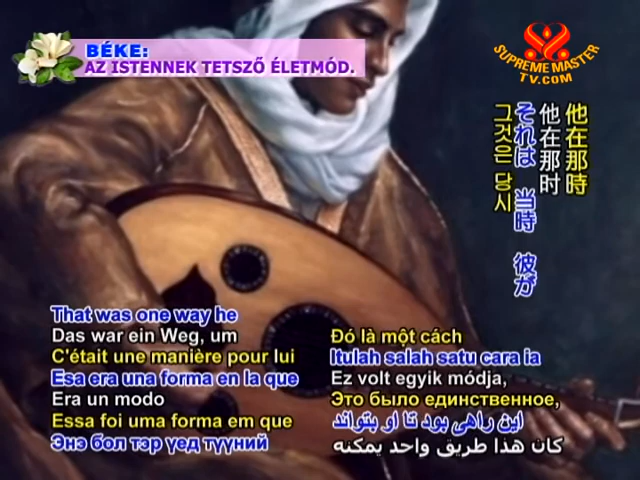 BÉKE:
AZ ISTENNEK TETSZŐ ÉLETMÓD.
SUPREME MASTER
TV.COM
他在那時
他在那时
それは 当時 彼が
그것은 당시
That was one way he
Das war ein Weg, um
C'était une manière pour lui
Esa era una forma en la que
Era un modo
Essa foi uma forma em que
Энэ бол тэр үед түүний
Đó là một cách
Itulah salah satu cara ia
Ez volt egyik módja,
Это было единственное,
این راهی بود تا او بتواند
كان هذا طريق واحد يمكنه